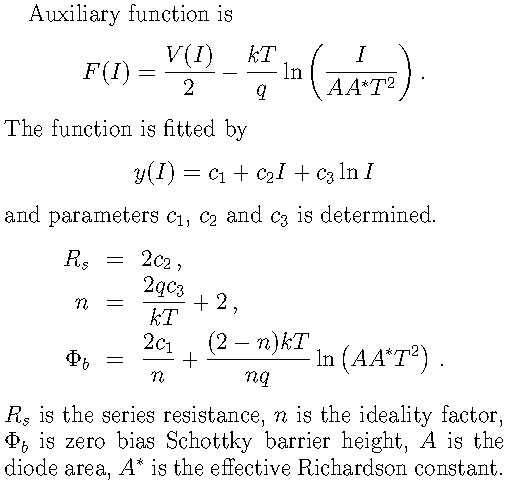 Auxiliary function is
F(I) = \frac{V(I)}{2} - \frac{kT}{q} \ln \left( \frac{I}{AA^*T^2} \right) .
The function is fitted by
y(I) = c_1 + c_2 I + c_3 \ln I
and parameters c_1, c_2 and c_3 is determined.
R_s = 2c_2 ,
n = \frac{2qc_3}{kT} + 2 ,
\Phi_b = \frac{2c_1}{n} + \frac{(2-n)kT}{nq} \ln \left( AA^*T^2 \right) .
R_s is the series resistance, n is the ideality factor,
\Phi_b is zero bias Schottky barrier height, A is the
diode area, A^* is the effective Richardson constant.